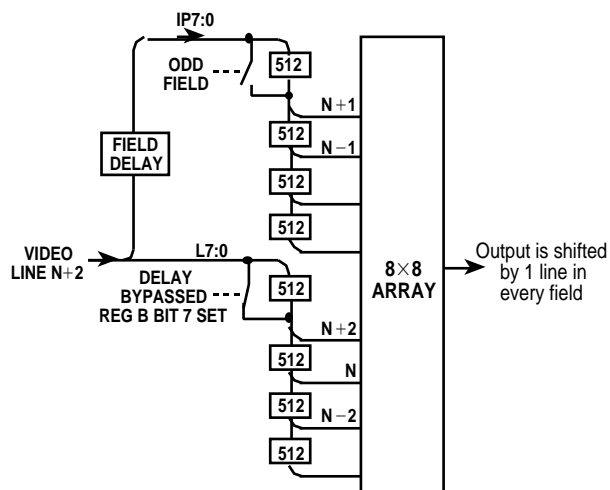 IP7:0
ODD
FIELD
512
N+1
512
N−1
FIELD
DELAY
512
512
VIDEO
LINE N+2
L7:0
DELAY
BYPASSED
REG B BIT 7 SET
512
N+2
512
N
512
N−2
512
8×8
ARRAY
Output is shifted
by 1 line in
every field